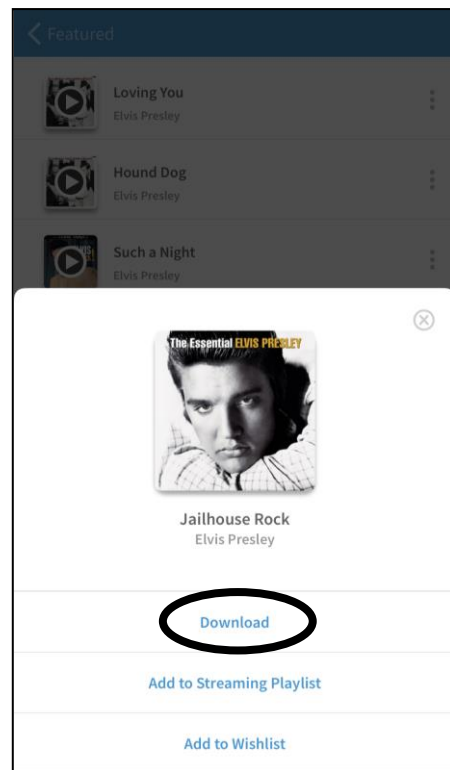 Featured
Loving You
Elvis Presley
Hound Dog
Elvis Presley
Such a Night
Elvis Presley
The Essential ELVIS PRESLEY
Jailhouse Rock
Elvis Presley
Download
Add to Streaming Playlist
Add to Wishlist